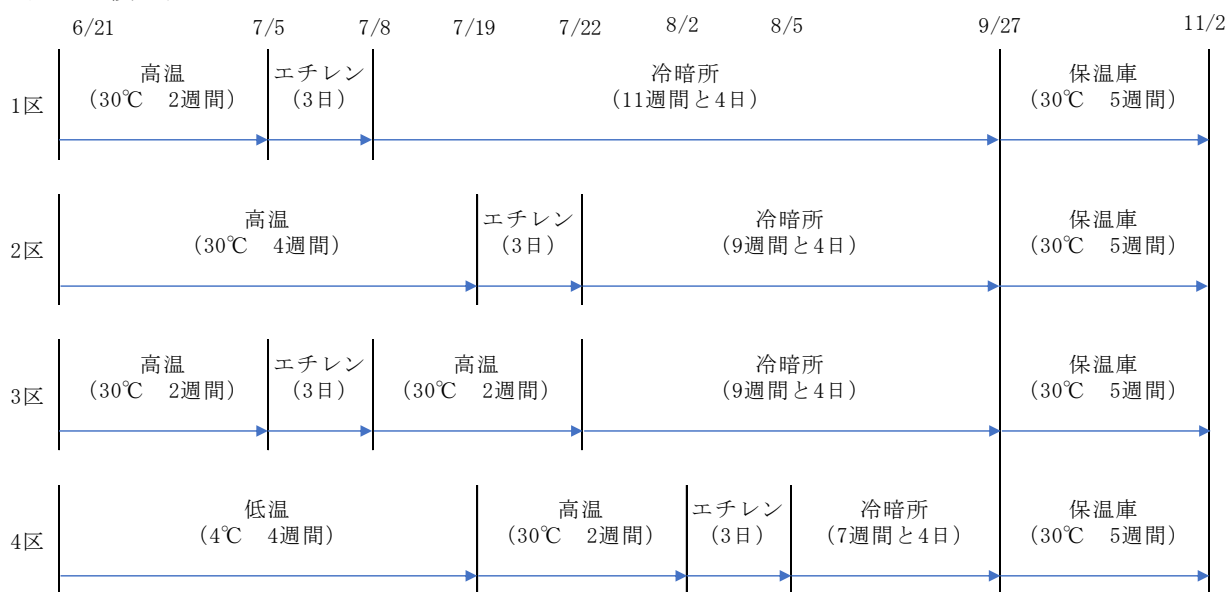 6/21 7/5 7/8 7/19 7/22 8/2 8/5 9/27 11/2
1区
高温
(30℃ 2週間)
エチレン
(3日)
冷暗所
(11週間と4日)
保温庫
(30℃ 5週間)
2区
高温
(30℃ 4週間)
エチレン
(3日)
冷暗所
(9週間と4日)
保温庫
(30℃ 5週間)
3区
高温
(30℃ 2週間)
エチレン
(3日)
高温
(30℃ 2週間)
冷暗所
(9週間と4日)
保温庫
(30℃ 5週間)
4区
低温
(4℃ 4週間)
高温
(30℃ 2週間)
エチレン
(3日)
冷暗所
(7週間と4日)
保温庫
(30℃ 5週間)